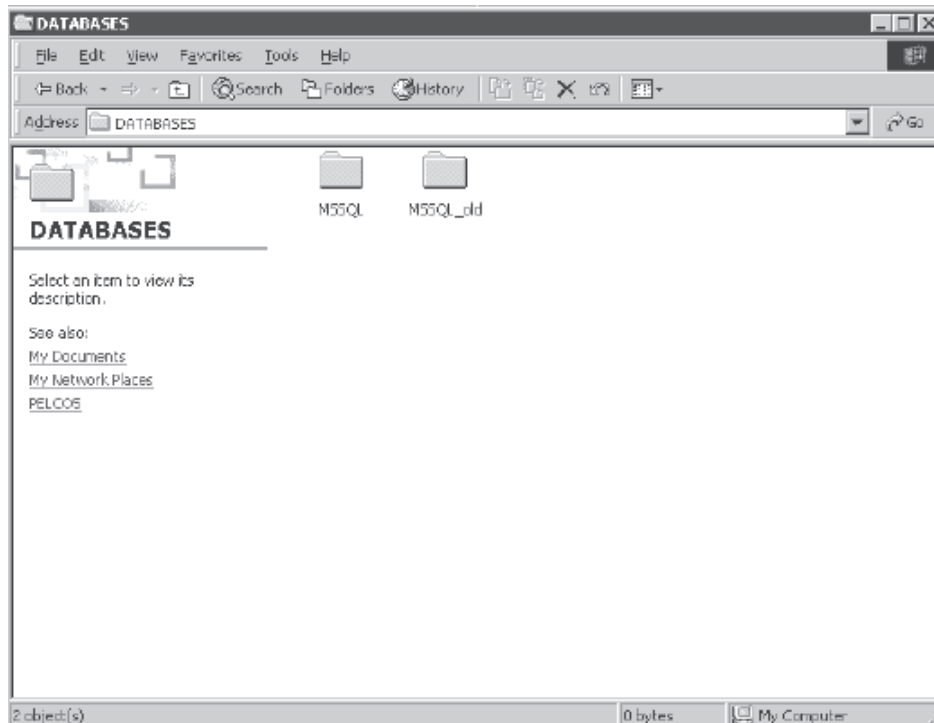 DATABASES
File Edit View Favorites Tools Help
Back Search Folders History
Address DATABASES Go
MSSQL MSSQL_old
DATABASES
Select an item to view its
description.
See also:
My Documents
My Network Places
PELCOS
2 object(s) 0 bytes My Computer